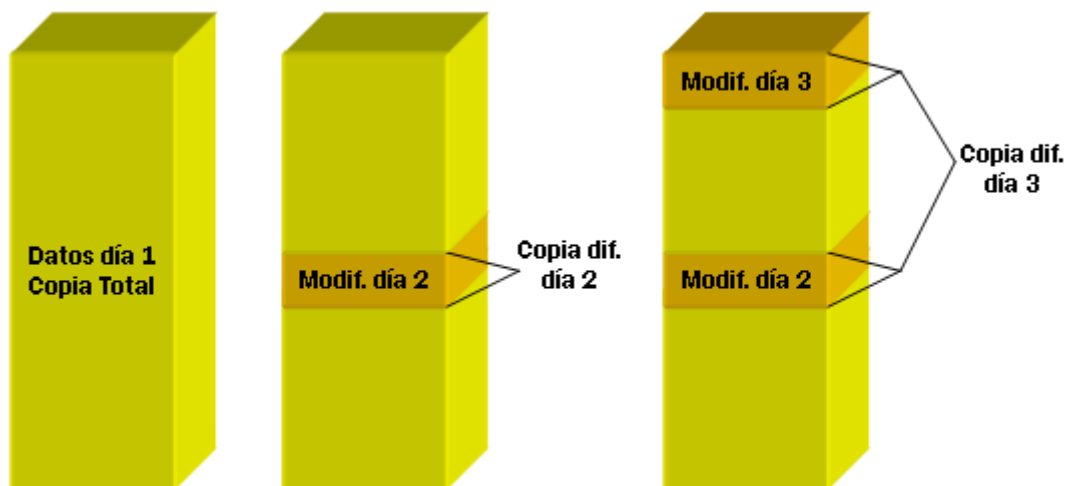 Datos día 1
Copia Total
Modif. día 2
Copia dif.
día 2
Modif. día 3
Modif. día 2
Copia dif.
día 3